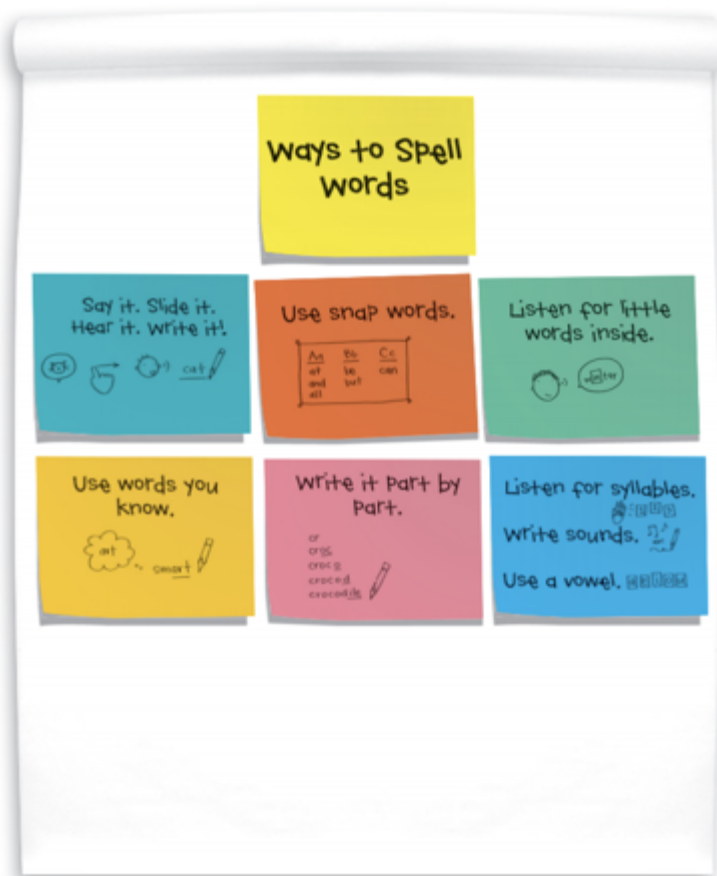 Ways to Spell
Words
Say it. Slide it.
Hear it. Write it!
cat
Use snap words.
Aa Bb Cc
at be can
and but
all
Listen for little
words inside.
Use words you
know.
art
smart
Write it part by
part.
cr
croc
crocodile
Listen for syllables.
Write sounds.
Use a vowel.